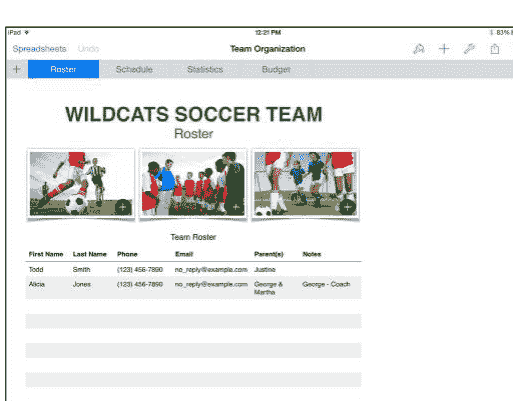 iPad 12:21 PM 83%
Spreadsheets Undo Team Organization
+ Roster Schedule Statistics Budget
WILDCATS SOCCER TEAM
Roster
Team Roster
First Name Last Name Phone Email Parent(s) Notes
Todd Smith (123) 456-7890 no_reply@example.com Justine
Alicia Jones (123) 456-7890 no_reply@example.com George & Martha George - Coach